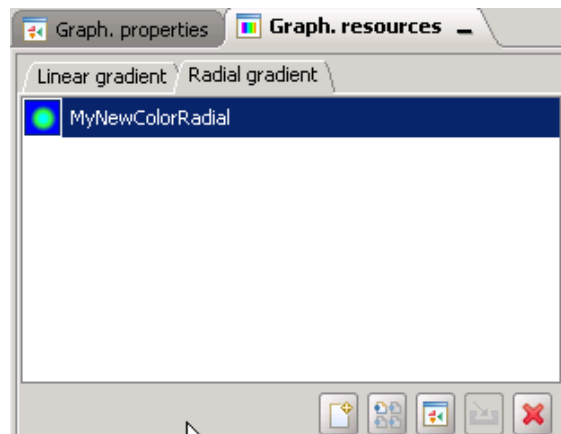 Graph. properties
Graph. resources
Linear gradient
Radial gradient
MyNewColorRadial